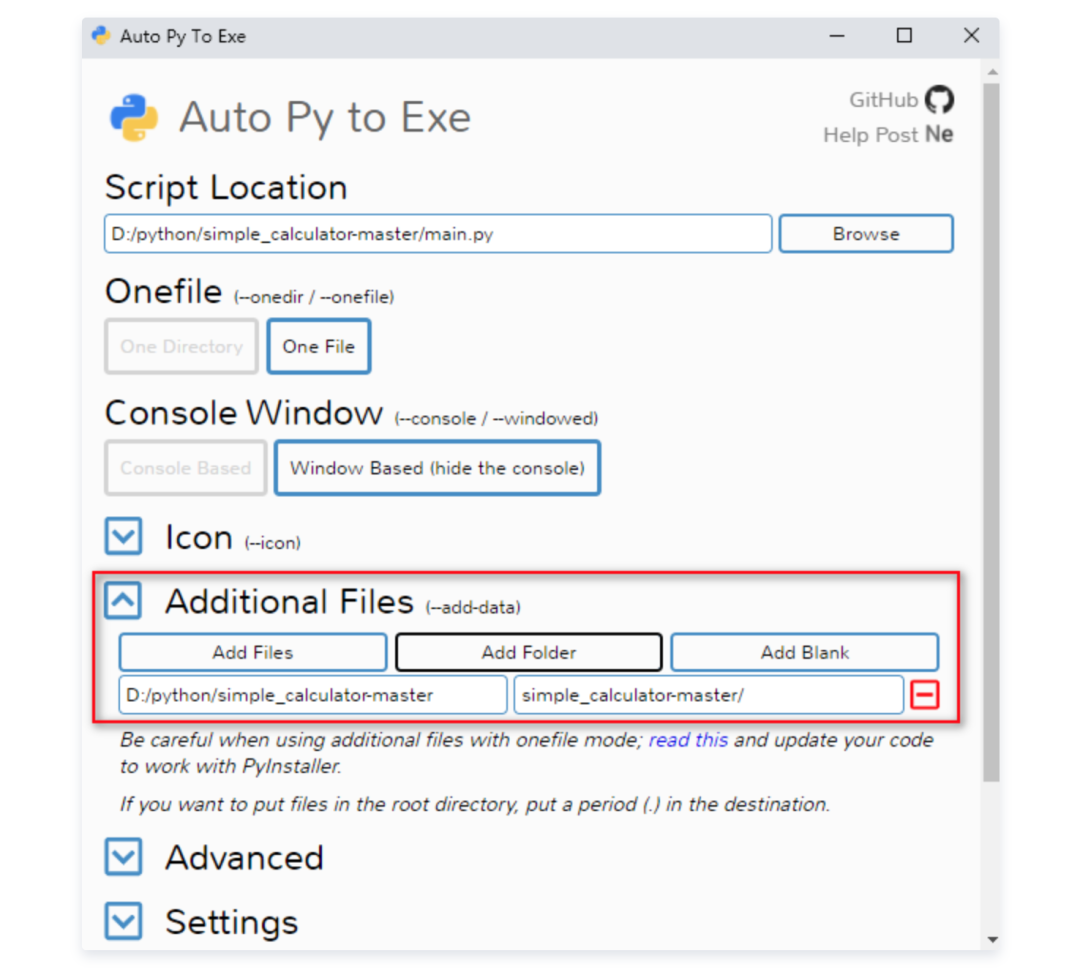 Auto Py To Exe
Auto Py to Exe
GitHub
Help Post Ne
Script Location
D:/python/simple_calculator-master/main.py
Browse
Onefile (--onedir / --onefile)
One Directory
One File
Console Window (--console / --windowed)
Console Based
Window Based (hide the console)
Icon (--icon)
Additional Files (--add-data)
Add Files
Add Folder
Add Blank
D:/python/simple_calculator-master
simple_calculator-master/
Be careful when using additional files with onefile mode; read this and update your code
to work with PyInstaller.
If you want to put files in the root directory, put a period (.) in the destination.
Advanced
Settings